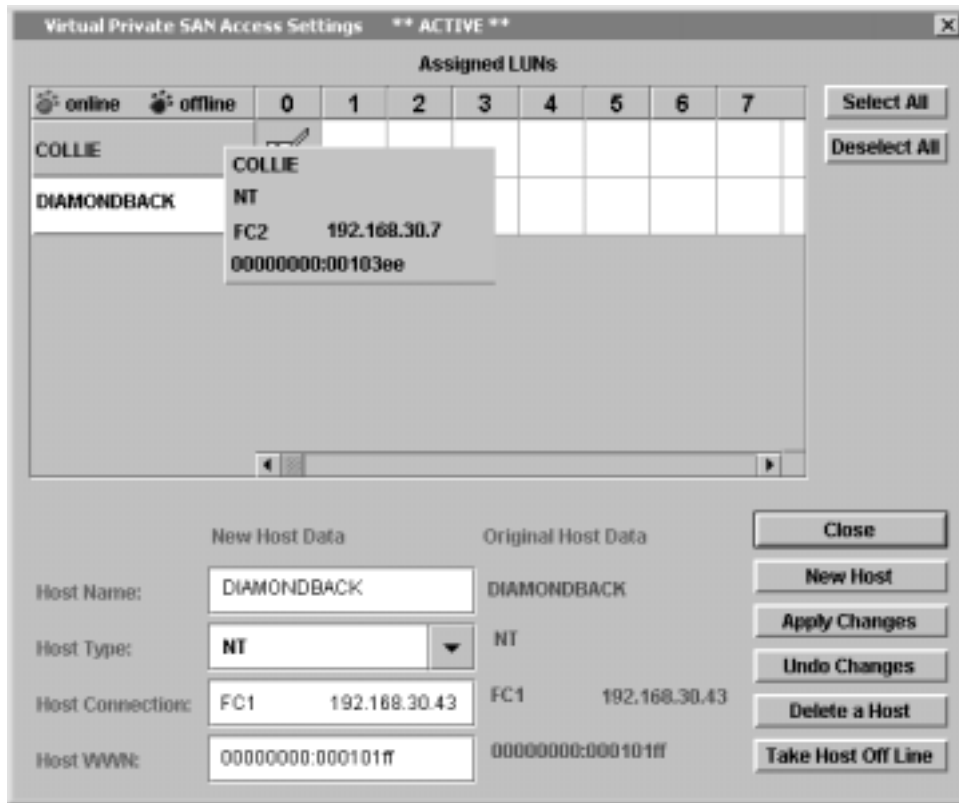 Virtual Private SAN Access Settings ** ACTIVE **
Assigned LUNs
online offline 0 1 2 3 4 5 6 7
Select All
Deselect All
COLLIE
DIAMONDBACK
COLLIE
NT
FC2 192.168.30.7
00000000:00103ee
New Host Data Original Host Data
Host Name: DIAMONDBACK DIAMONDBACK
Host Type: NT NT
Host Connection: FC1 192.168.30.43 FC1 192.168.30.43
Host WWN: 00000000:000101ff 00000000:000101ff
Close
New Host
Apply Changes
Undo Changes
Delete a Host
Take Host Off Line